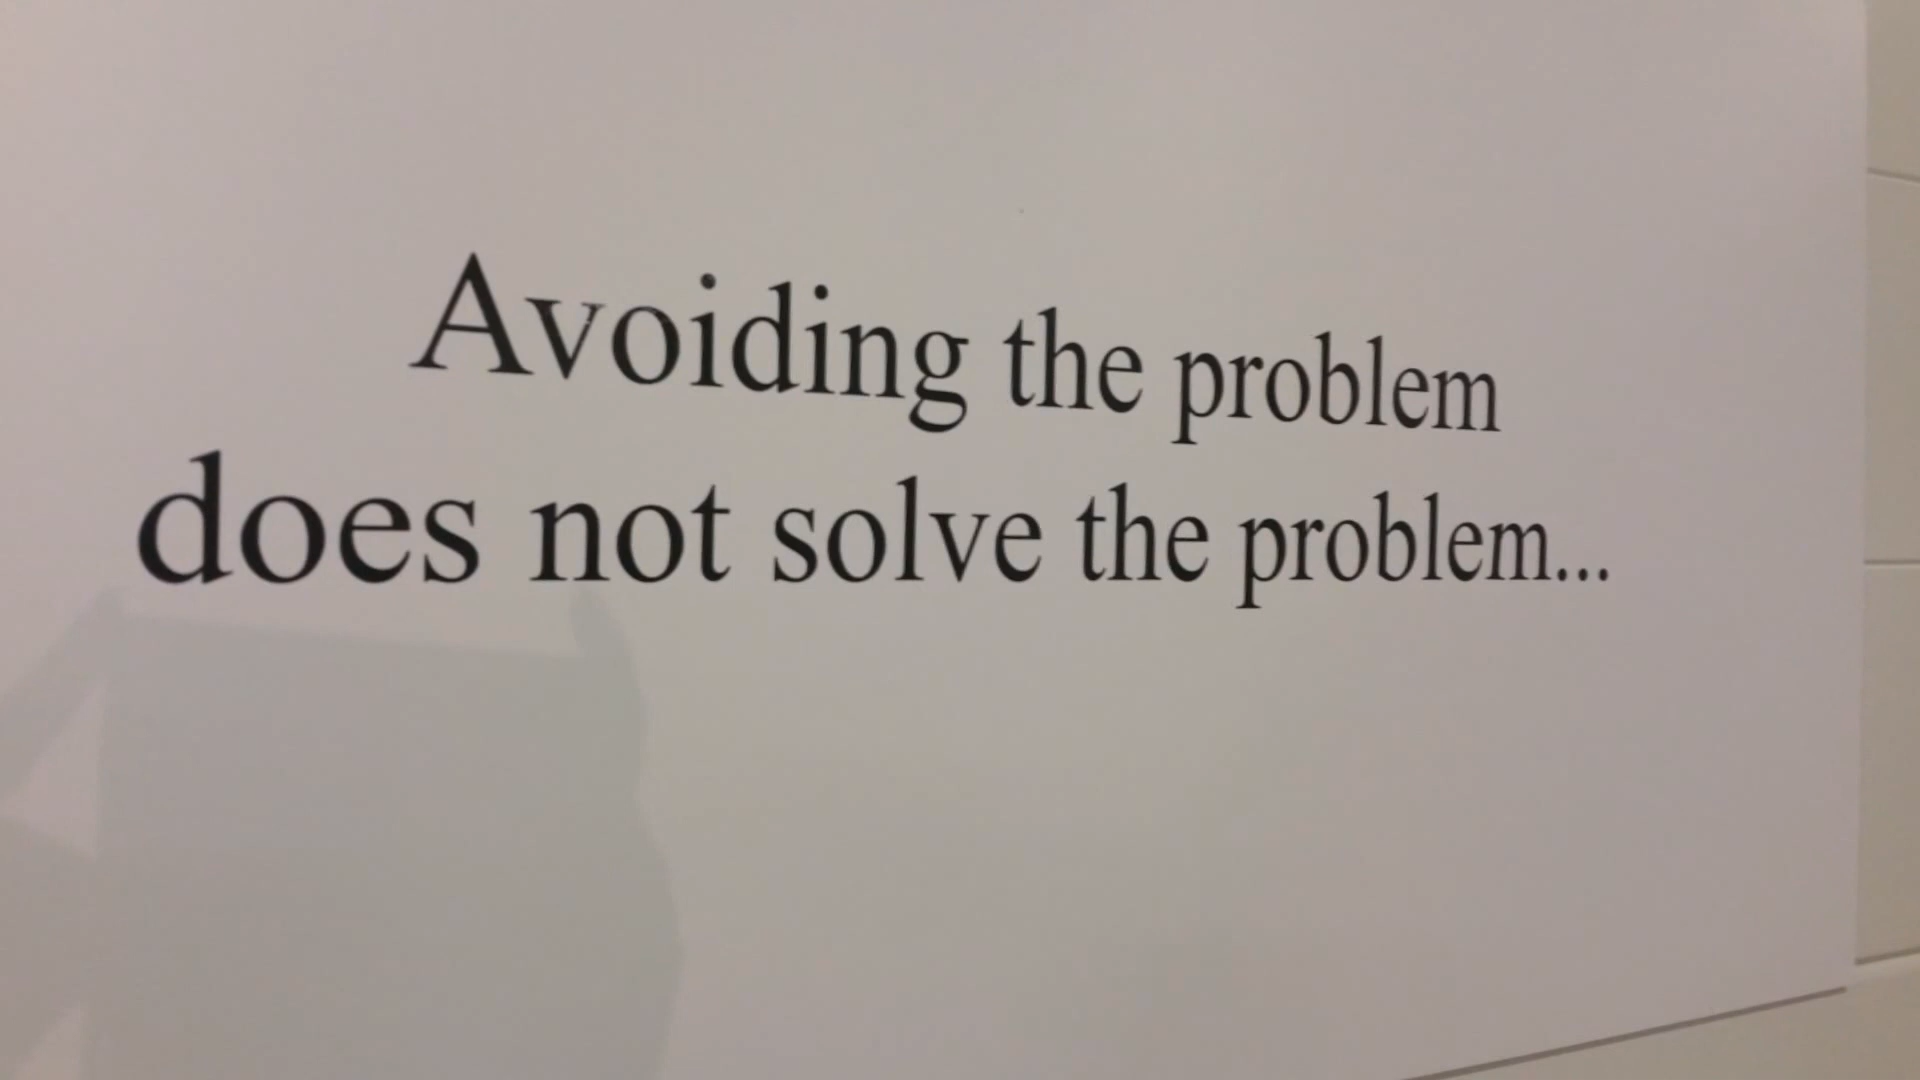 Avoiding the problem
does not solve the problem...